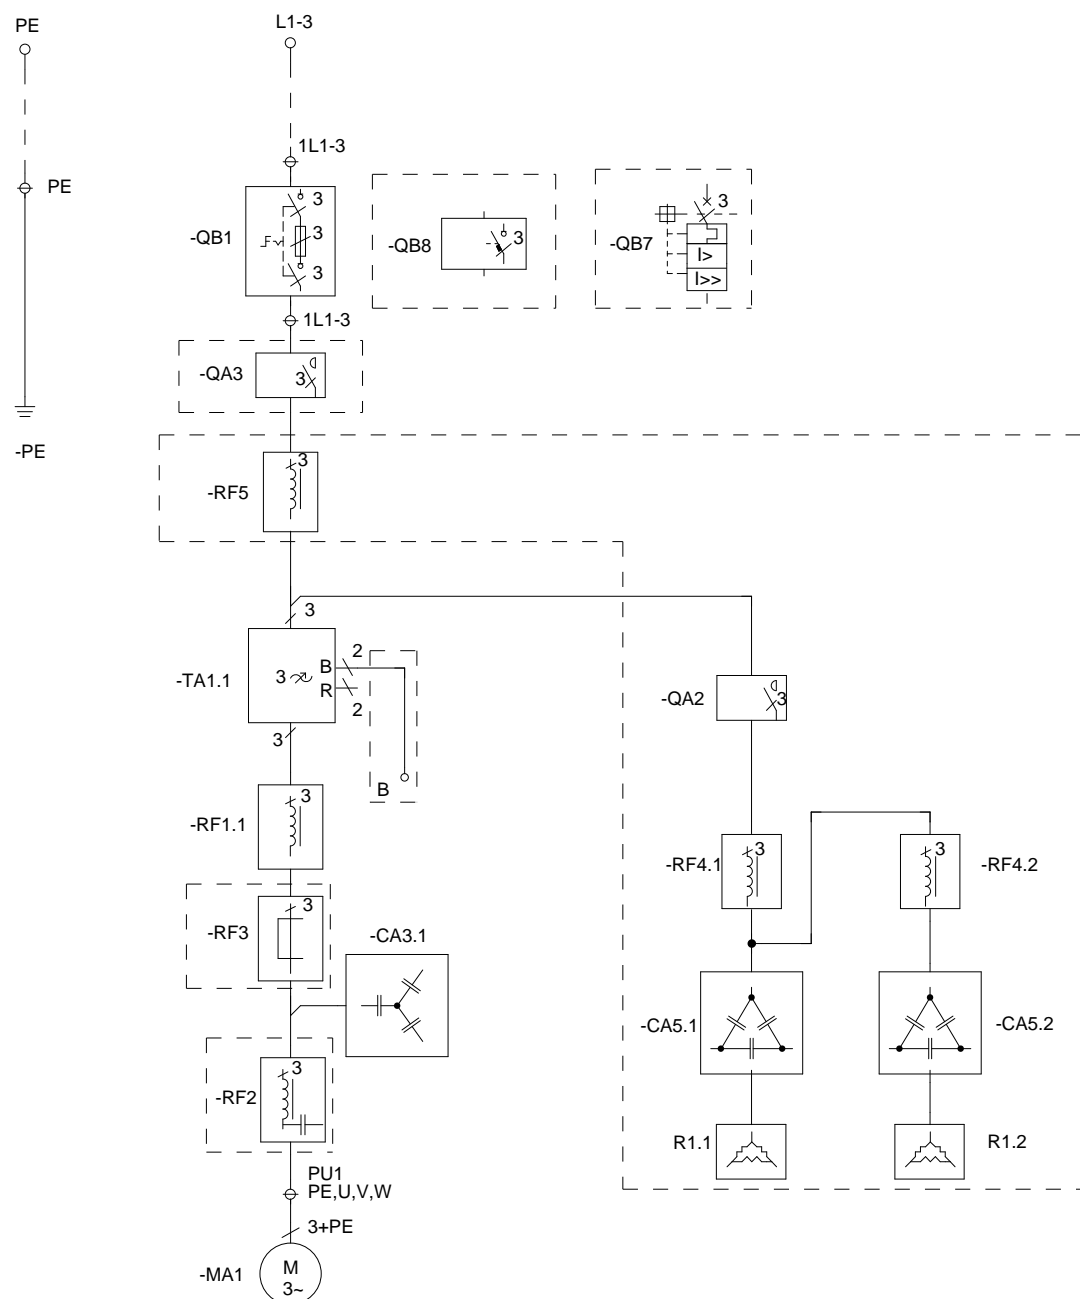 PE
L1-3
1L1-3
PE
-QB1
3
3
3
-QB8
3
-QB7
3
I>
I>>
1L1-3
-QA3
3
-PE
-RF5
3
3
-TA1.1
3
B
R
2
2
3
B
-QA2
3
-RF1.1
3
-RF4.1
3
-RF4.2
3
-RF3
3
-CA3.1
-CA5.1
-CA5.2
-RF2
3
R1.1
R1.2
PU1
PE,U,V,W
3+PE
-MA1
M
3~